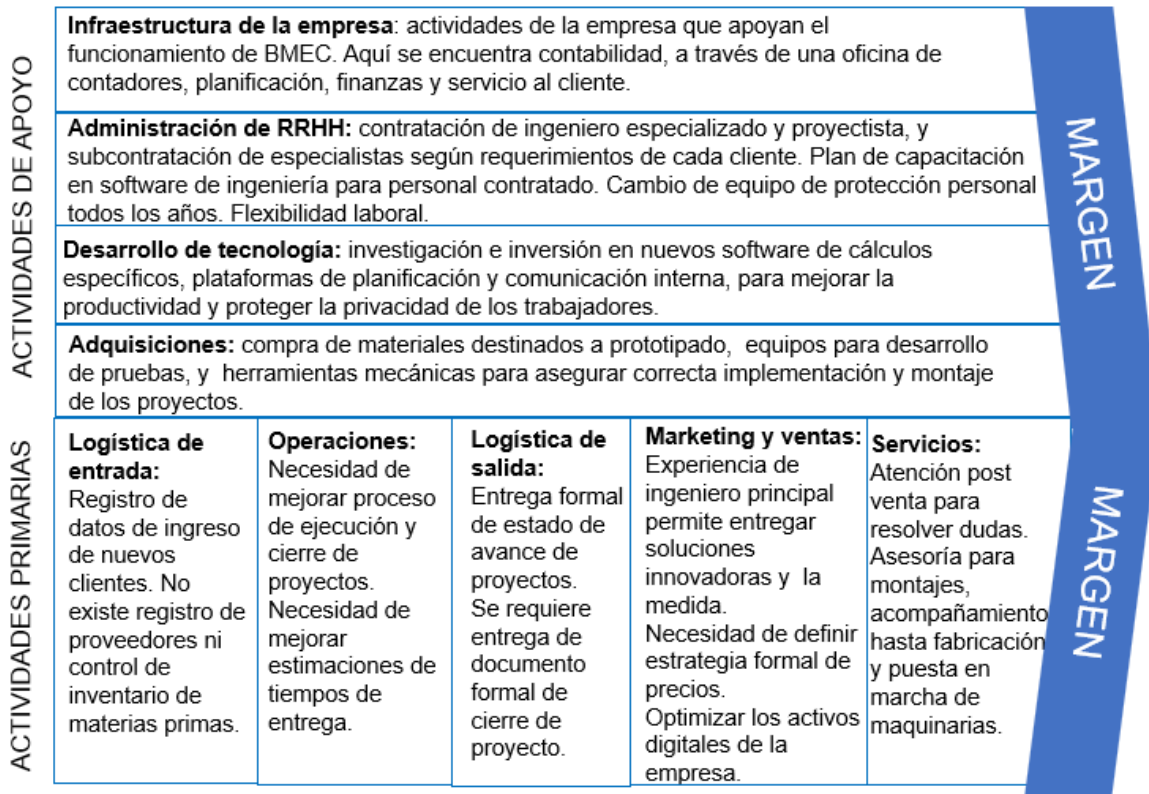 ACTIVIDADES DE APOYO
Infraestructura de la empresa: actividades de la empresa que apoyan el
funcionamiento de BMEC. Aquí se encuentra contabilidad, a través de una oficina de
contadores, planificación, finanzas y servicio al cliente.
Administración de RRHH: contratación de ingeniero especializado y proyectista, y
subcontratación de especialistas según requerimientos de cada cliente. Plan de capacitación
en software de ingeniería para personal contratado. Cambio de equipo de protección personal
todos los años. Flexibilidad laboral.
Desarrollo de tecnología: investigación e inversión en nuevos software de cálculos
específicos, plataformas de planificación y comunicación interna, para mejorar la
productividad y proteger la privacidad de los trabajadores.
Adquisiciones: compra de materiales destinados a prototipado, equipos para desarrollo
de pruebas, y herramientas mecánicas para asegurar correcta implementación y montaje
de los proyectos.
MARGEN
ACTIVIDADES PRIMARIAS
Logística de
entrada:
Registro de
datos de ingreso
de nuevos
clientes. No
existe registro de
proveedores ni
control de
inventario de
materias primas.
Operaciones:
Necesidad de
mejorar proceso
de ejecución y
cierre de
proyectos.
Necesidad de
mejorar
estimaciones de
tiempos de
entrega.
Logística de
salida:
Entrega formal
de estado de
avance de
proyectos.
Se requiere
entrega de
documento
formal de
cierre de
proyecto.
Marketing y ventas:
Experiencia de
ingeniero principal
permite entregar
soluciones
innovadoras y la
medida.
Necesidad de definir
estrategia formal de
precios.
Optimizar los activos
digitales de la
empresa.
Servicios:
Atención post
venta para
resolver dudas.
Asesoría para
montajes,
acompañamiento
hasta fabricación
y puesta en
marcha de
maquinarias.
MARGEN